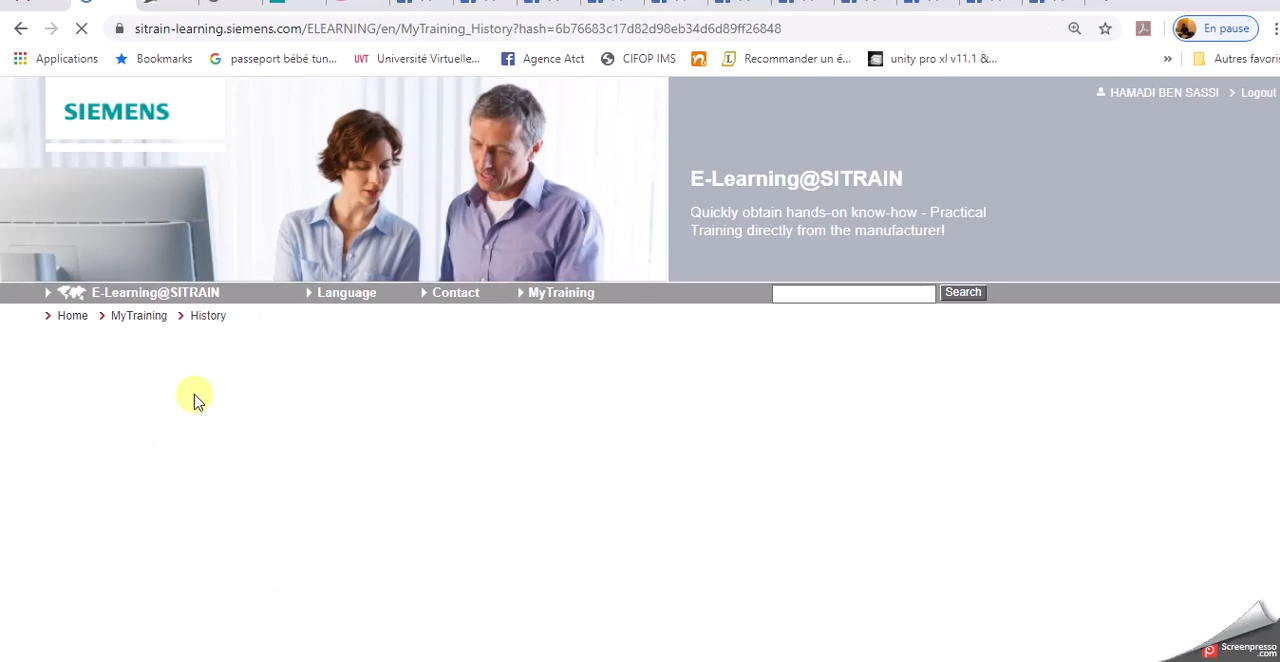 sitrain-learning.siemens.com/ELEARNING/en/MyTraining_History?hash=6b76683c17d82d98eb34d6d89ff26848
En pause
Applications
Bookmarks
passeport bébé tun...
UVT Université Virtuelle...
Agence Atct
CIFOP IMS
Recommander un é...
unity pro xl v11.1 &...
»
Autres favoris
SIEMENS
HAMADI BEN SASSI
Logout
E-Learning@SITRAIN
Quickly obtain hands-on know-how - Practical
Training directly from the manufacturer!
E-Learning@SITRAIN
Language
Contact
MyTraining
Search
Home
MyTraining
History
Screenpresso
.com